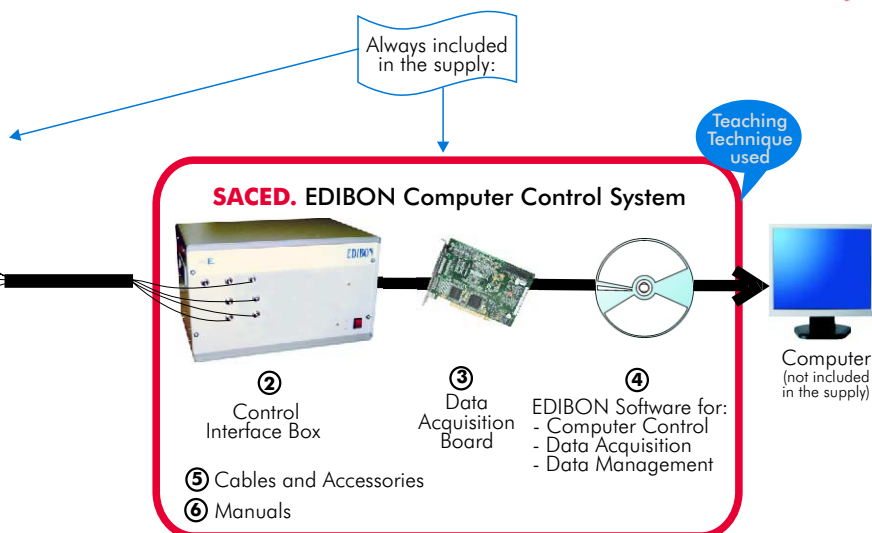 Always included
in the supply:
Teaching
Technique
used
SACED. EDIBON Computer Control System
EDIBON
2
Control
Interface Box
3
Data
Acquisition
Board
4
EDIBON Software for:
- Computer Control
- Data Acquisition
- Data Management
Computer
(not included
in the supply)
5 Cables and Accessories
6 Manuals